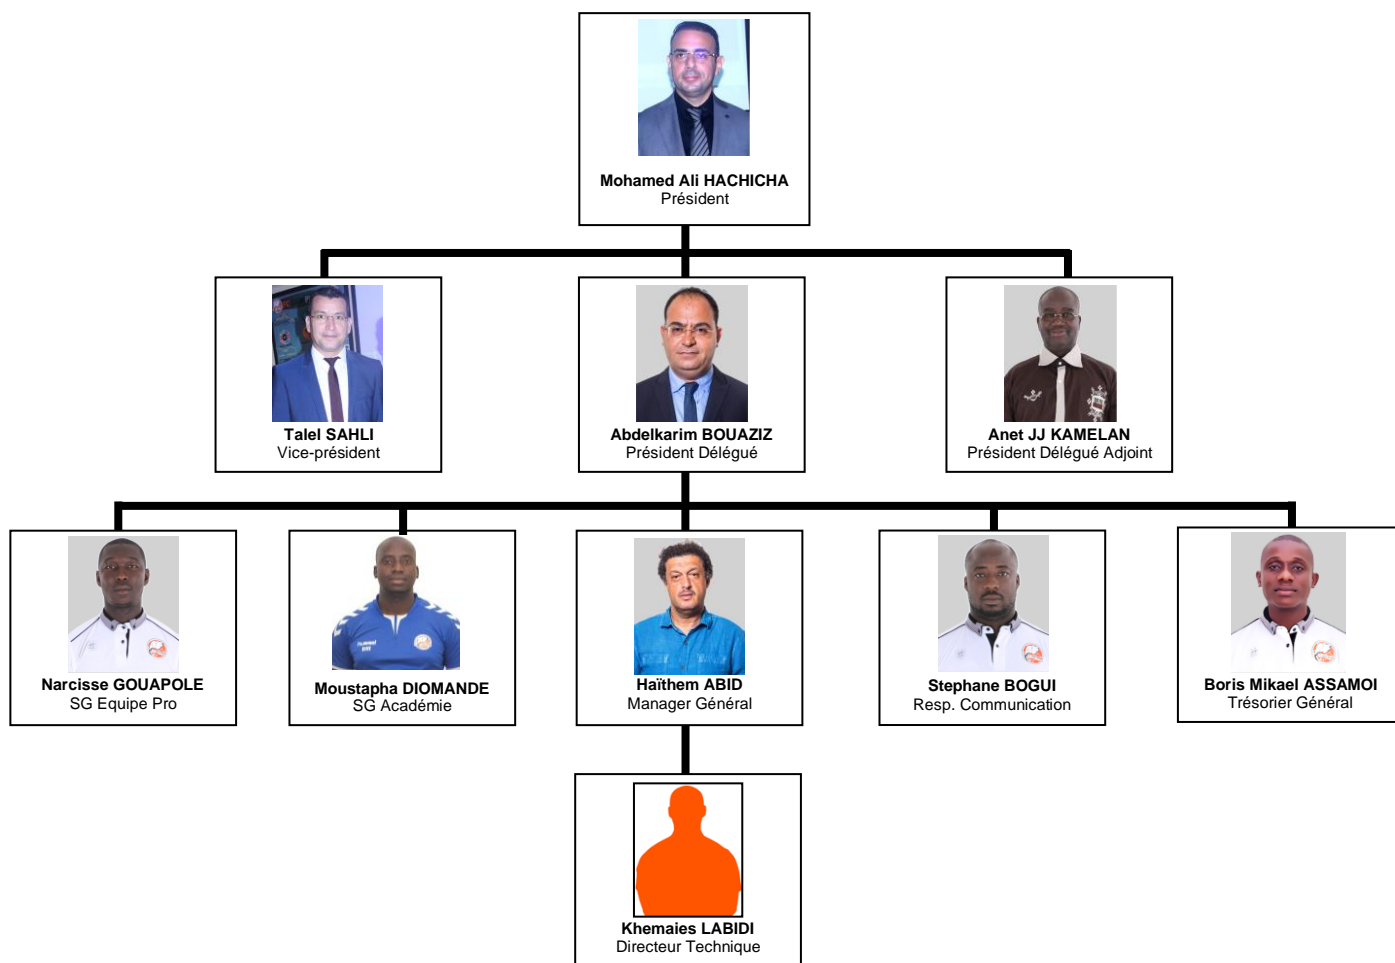 Mohamed Ali HACHICHA
Président
Talel SAHLI
Vice-président
Abdelkarim BOUAZIZ
Président Délégué
Anet JJ KAMELAN
Président Délégué Adjoint
Narcisse GOUAPOLE
SG Equipe Pro
Moustapha DIOMANDE
SG Académie
Haïthem ABID
Manager Général
Stephane BOGUI
Resp. Communication
Boris Mikael ASSAMOI
Trésorier Général
Khemaies LABIDI
Directeur Technique